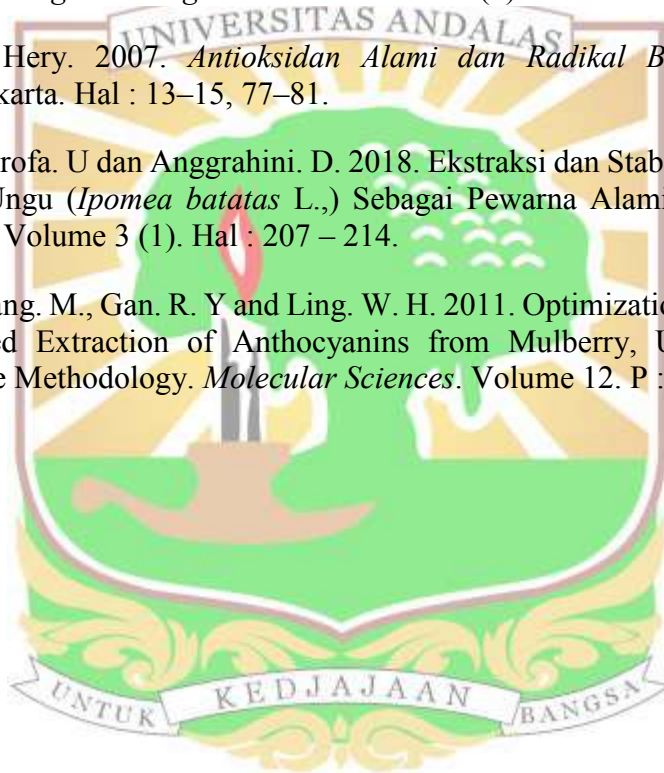 UNIVERSITAS ANDALAS
Hery. 2007. Antioksidan Alami dan Radikal B
karta. Hal : 13–15, 77–81.
rofa. U dan Anggrahini. D. 2018. Ekstraksi dan Stab
Ungu (Ipomea batatas L.,) Sebagai Pewarna Alami
Volume 3 (1). Hal : 207 – 214.
ang. M., Gan. R. Y and Ling. W. H. 2011. Optimizatio
ed Extraction of Anthocyanins from Mulberry, U
e Methodology. Molecular Sciences. Volume 12. P :
UNTUK KEDJAJAAN BANGSA